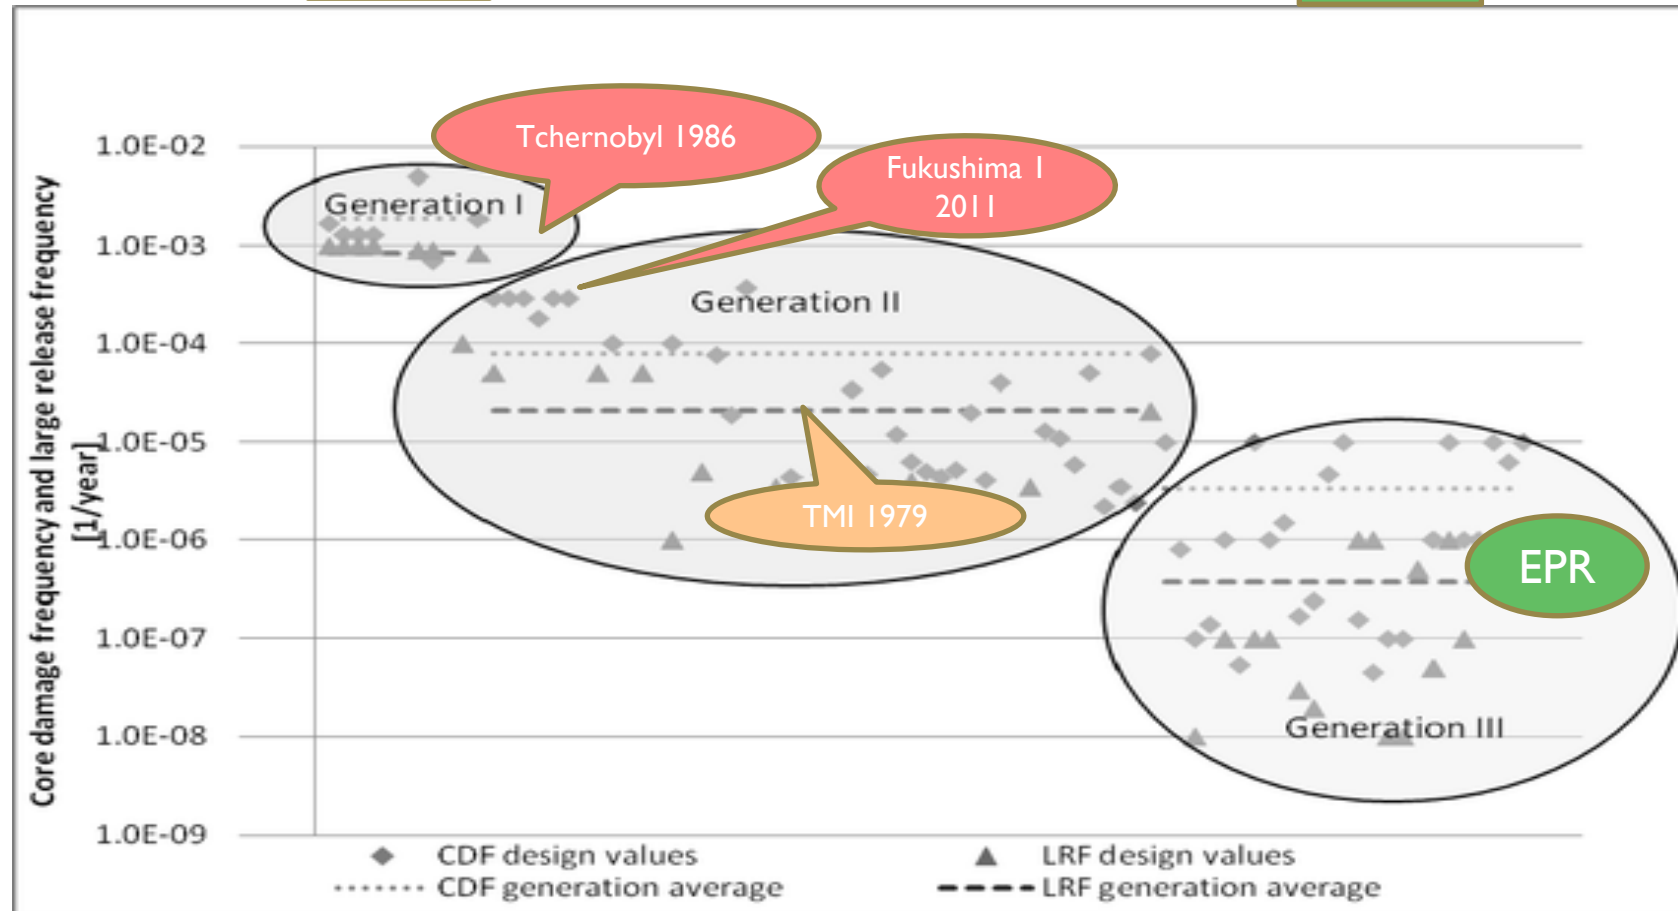 Tchernobyl 1986
Fukushima 1
2011
1.0E-02
1.0E-03
1.0E-04
1.0E-05
1.0E-06
1.0E-07
1.0E-08
1.0E-09
Core damage frequency and large release frequency
[1/year]
Generation I
Generation II
TMI 1979
EPR
Generation III
CDF design values
LRF design values
CDF generation average
LRF generation average